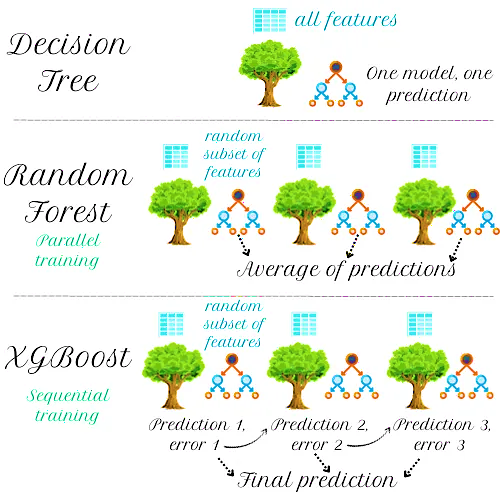 Decision
Tree
all features
One model, one
prediction
random
subset of
features
Random
Forest
Parallel
training
Average of predictions
random
subset of
features
XGBoost
Sequential
training
Prediction 1,
error 1
Prediction 2,
error 2
Prediction 3,
error 3
Final prediction